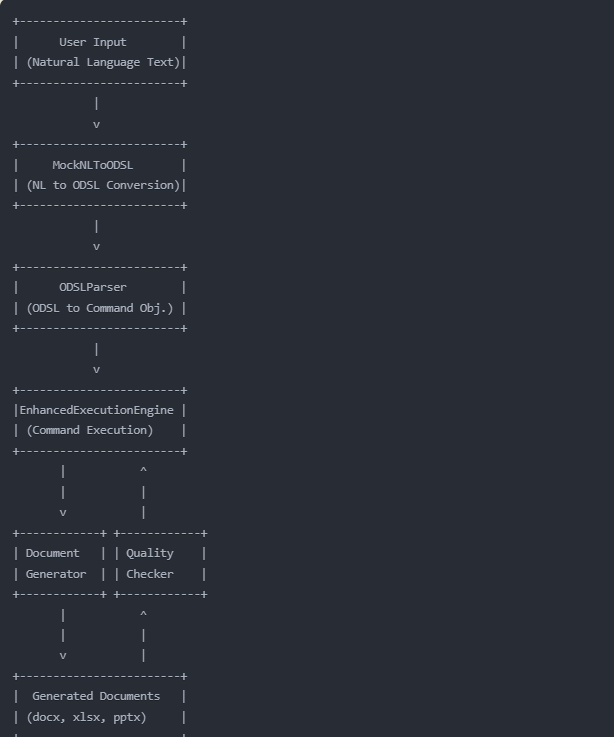 +------------------------+
|      User Input        |
| (Natural Language Text)|
+------------------------+
            |
            v
+------------------------+
|     MockNLToODSL       |
| (NL to ODSL Conversion)|
+------------------------+
            |
            v
+------------------------+
|      ODSLParser        |
| (ODSL to Command Obj.) |
+------------------------+
            |
            v
+------------------------+
|EnhancedExecutionEngine |
| (Command Execution)    |
+------------------------+
       |           ^
       |           |
       v           |
+------------+ +------------+
| Document   | | Quality    |
| Generator  | | Checker    |
+------------+ +------------+
       |           ^
       |           |
       v           |
+------------------------+
|  Generated Documents   |
| (docx, xlsx, pptx)     |
+------------------------+